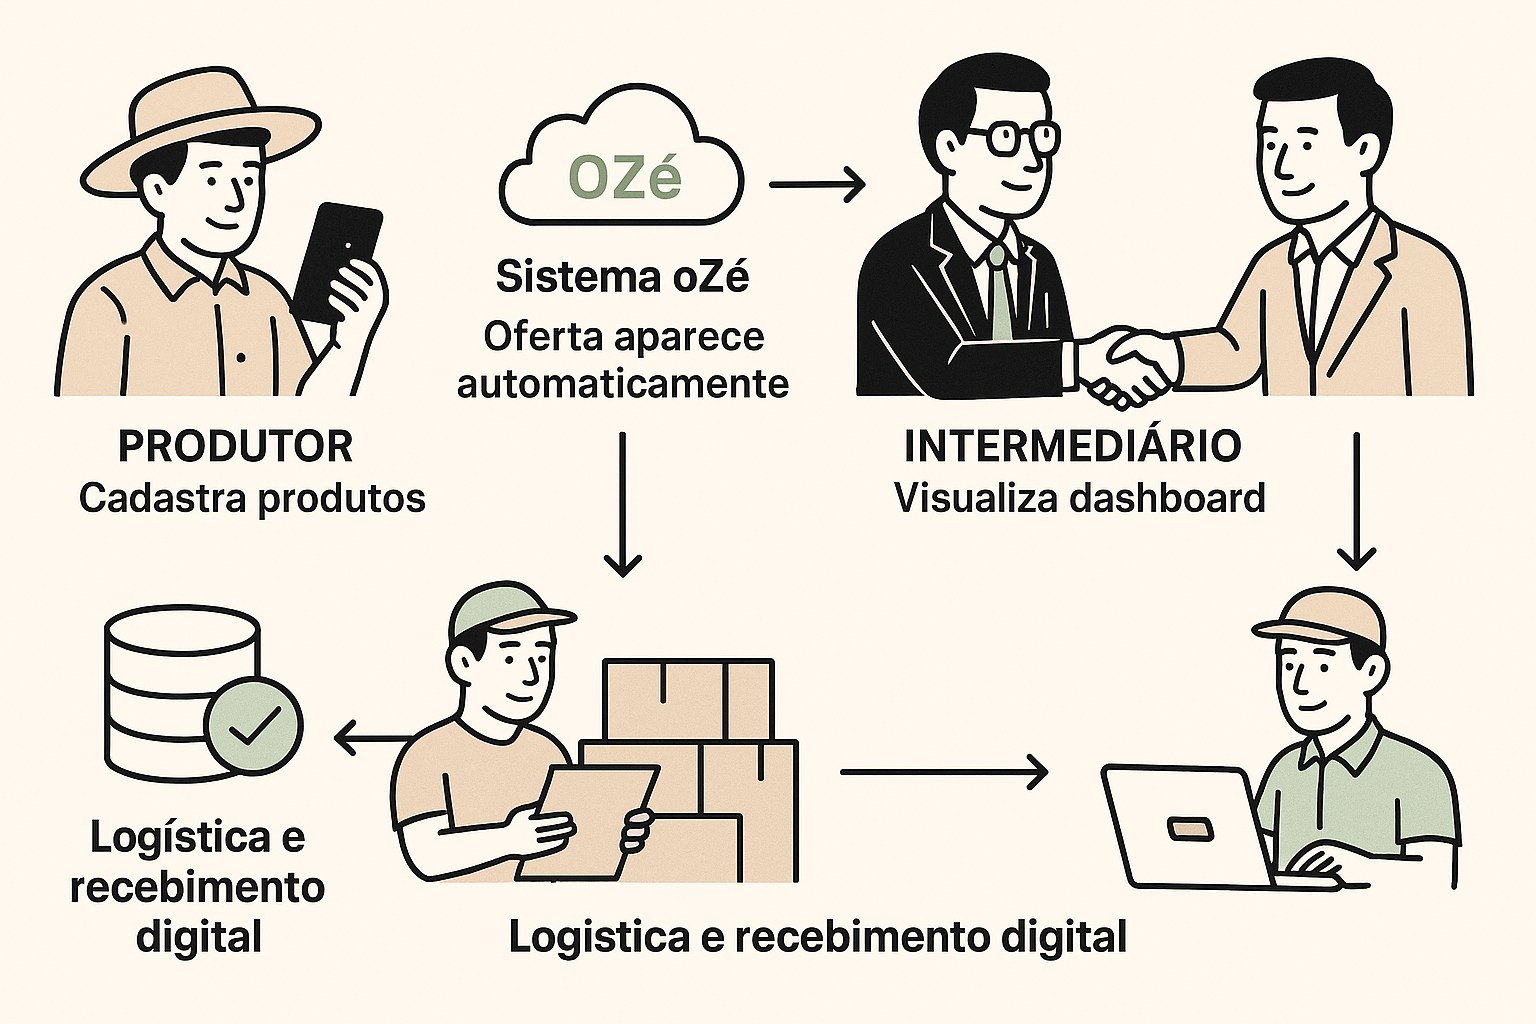 OZé
Sistema oZé
Oferta aparece
automaticamente
PRODUTOR
Cadastra produtos
INTERMEDIÁRIO
Visualiza dashboard
Logística e
recebimento
digital
Logistica e recebimento digital